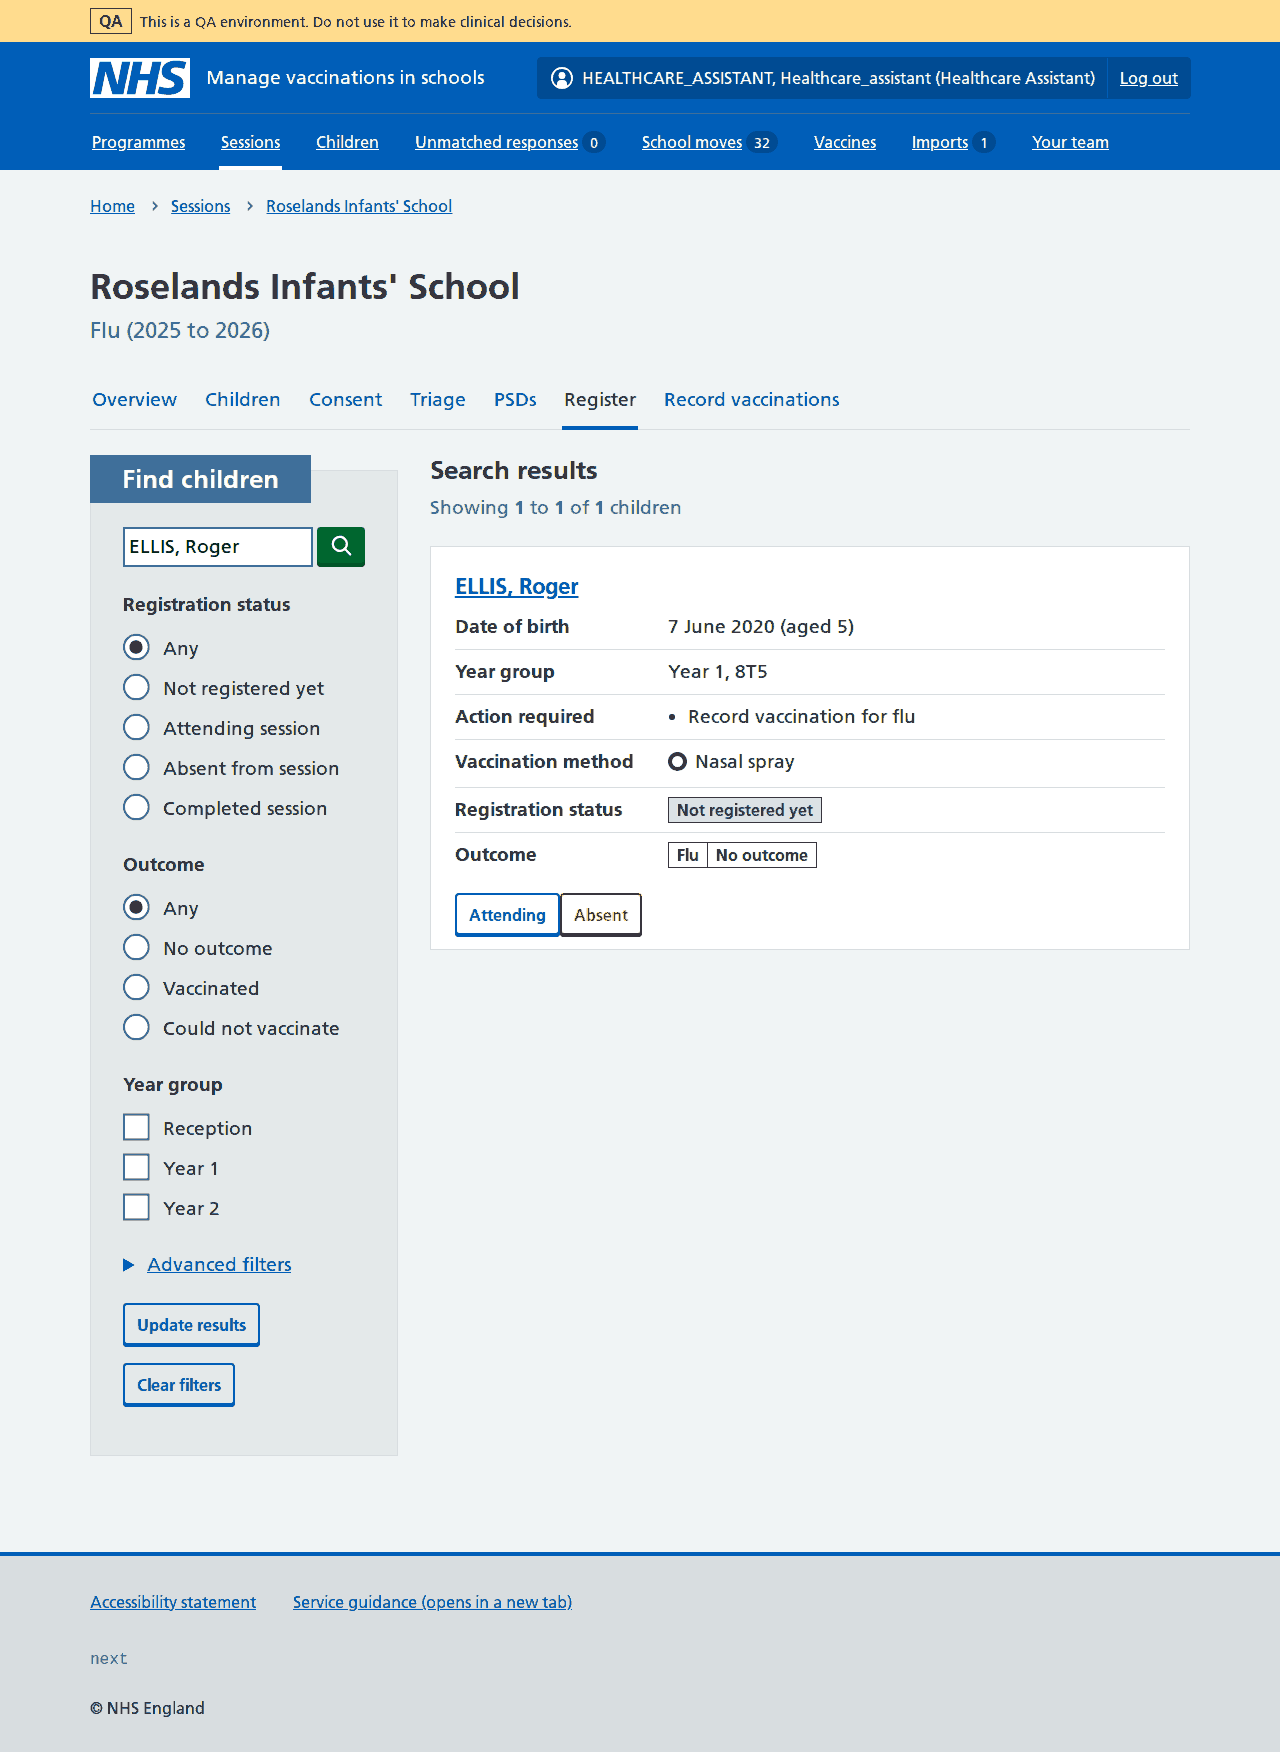 QA This is a QA environment. Do not use it to make clinical decisions.
NHS Manage vaccinations in schools HEALTHCARE_ASSISTANT, Healthcare_assistant (Healthcare Assistant) Log out
Programmes Sessions Children Unmatched responses 0 School moves 32 Vaccines Imports 1 Your team
Home Sessions Roselands Infants' School
Roselands Infants' School
Flu (2025 to 2026)
Overview Children Consent Triage PSDs Register Record vaccinations
Find children
ELLIS, Roger
Registration status
Any
Not registered yet
Attending session
Absent from session
Completed session
Outcome
Any
No outcome
Vaccinated
Could not vaccinate
Year group
Reception
Year 1
Year 2
Advanced filters
Update results
Clear filters
Search results
Showing 1 to 1 of 1 children
ELLIS, Roger
Date of birth 7 June 2020 (aged 5)
Year group Year 1, 8T5
Action required • Record vaccination for flu
Vaccination method Nasal spray
Registration status Not registered yet
Outcome Flu No outcome
Attending Absent
Accessibility statement Service guidance (opens in a new tab)
next
© NHS England